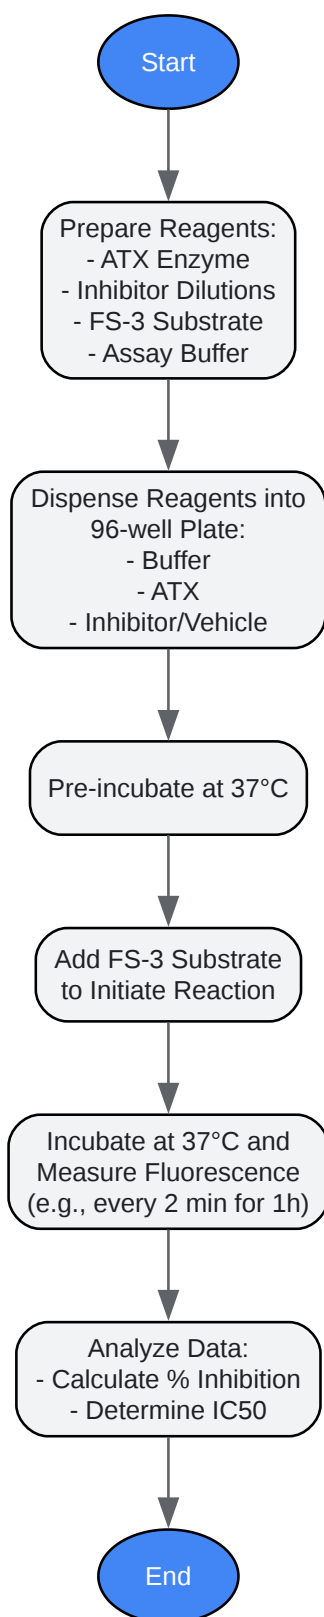 Start
Prepare Reagents:
- ATX Enzyme
- Inhibitor Dilutions
- FS-3 Substrate
- Assay Buffer
Dispense Reagents into
96-well Plate:
- Buffer
- ATX
- Inhibitor/Vehicle
Pre-incubate at 37°C
Add FS-3 Substrate
to Initiate Reaction
Incubate at 37°C and
Measure Fluorescence
(e.g., every 2 min for 1h)
Analyze Data:
- Calculate % Inhibition
- Determine IC50
End